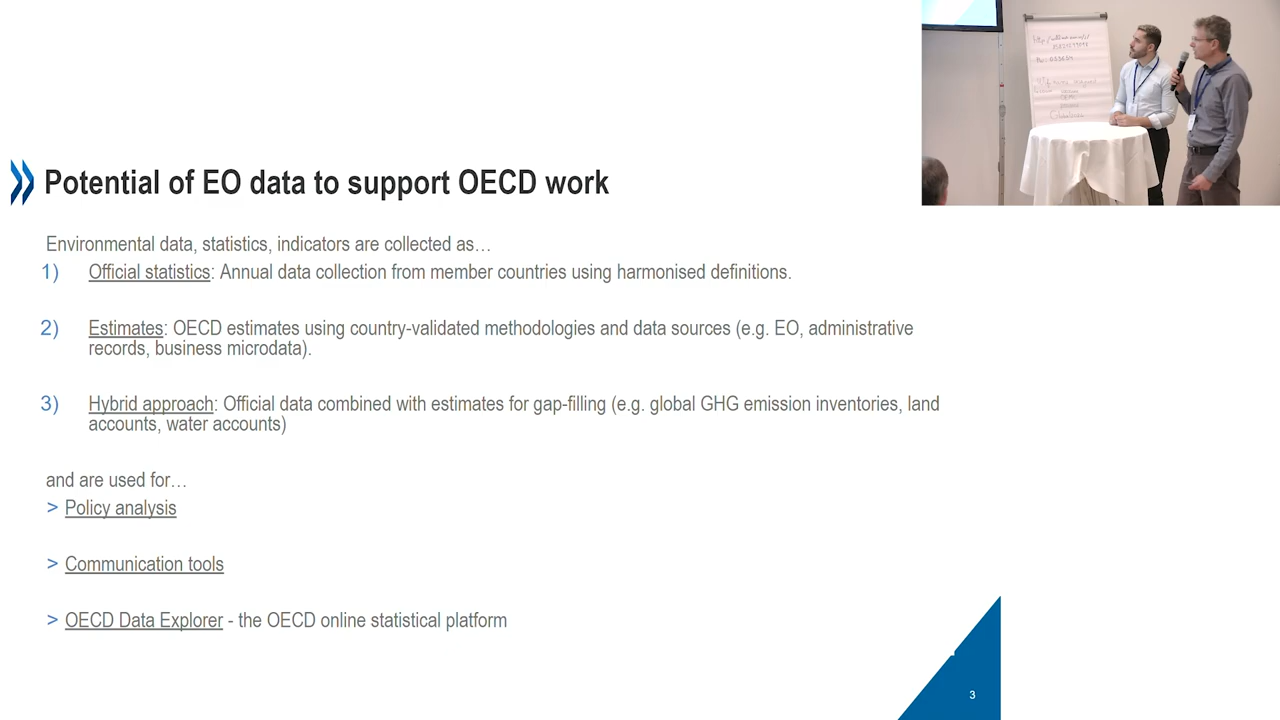 Potential of EO data to support OECD work
Environmental data, statistics, indicators are collected as…
1) Official statistics: Annual data collection from member countries using harmonised definitions.
2) Estimates: OECD estimates using country-validated methodologies and data sources (e.g. EO, administrative
records, business microdata).
3) Hybrid approach: Official data combined with estimates for gap-filling (e.g. global GHG emission inventories, land
accounts, water accounts)
and are used for…
> Policy analysis
> Communication tools
> OECD Data Explorer - the OECD online statistical platform
3